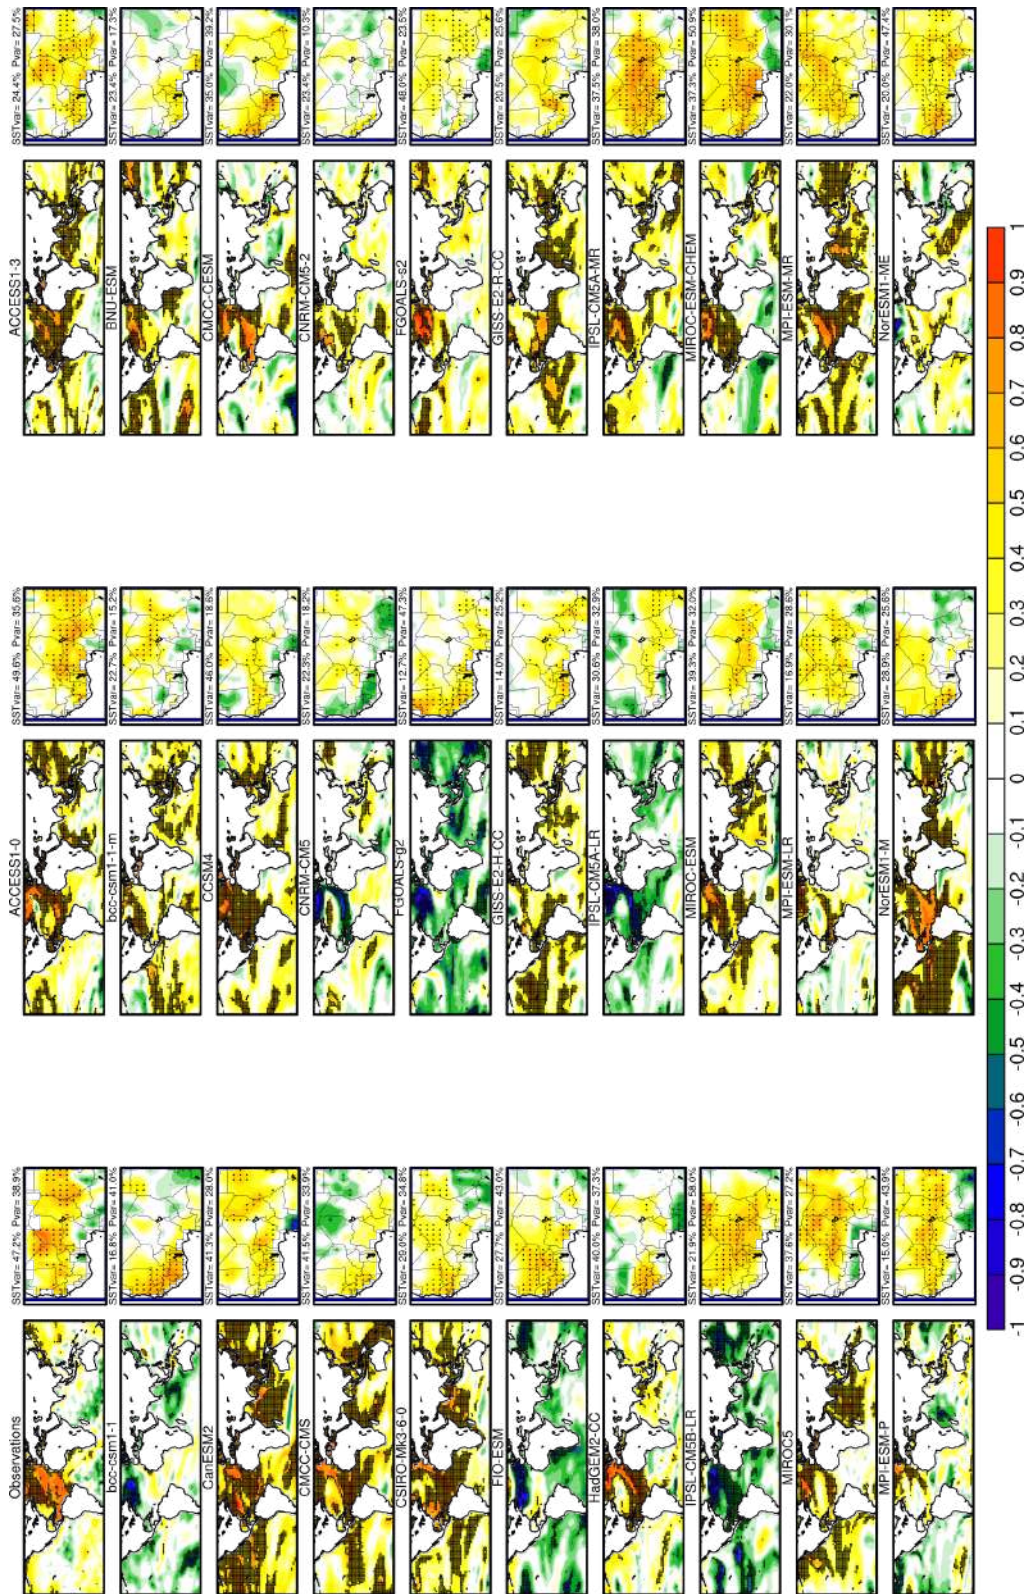 Observations SSTvar= 47.2% Pvar= 38.9% ACCESS1-0 SSTvar= 49.6% Pvar= 35.6% ACCESS1-3 SSTvar= 24.4% Pvar= 27.5%
bcc-csm1-1 SSTvar= 16.8% Pvar= 41.0% bcc-csm1-1-m SSTvar= 22.7% Pvar= 15.2% BNU-ESM SSTvar= 23.4% Pvar= 17.3%
CanESM2 SSTvar= 41.3% Pvar= 28.0% CCSM4 SSTvar= 46.0% Pvar= 18.6% CMCC-CESM SSTvar= 35.0% Pvar= 39.2%
CMCC-CMS SSTvar= 41.5% Pvar= 33.9% CNRM-CM5 SSTvar= 22.3% Pvar= 18.2% CNRM-CM5-2 SSTvar= 23.4% Pvar= 10.3%
CSIRO-Mk3-6-0 SSTvar= 29.0% Pvar= 34.8% FGOALS-g2 SSTvar= 12.7% Pvar= 47.3% FGOALS-s2 SSTvar= 48.0% Pvar= 23.5%
FIO-ESM SSTvar= 27.7% Pvar= 43.0% GISS-E2-H-CC SSTvar= 14.0% Pvar= 25.2% GISS-E2-R-CC SSTvar= 20.5% Pvar= 25.6%
HadGEM2-CC SSTvar= 40.0% Pvar= 37.3% IPSL-CM5A-LR SSTvar= 30.6% Pvar= 32.9% IPSL-CM5A-MR SSTvar= 37.5% Pvar= 38.0%
IPSL-CM5B-LR SSTvar= 21.9% Pvar= 58.0% MIROC-ESM SSTvar= 39.3% Pvar= 32.0% MIROC-ESM-CHEM SSTvar= 37.3% Pvar= 50.9%
MIROC5 SSTvar= 37.6% Pvar= 27.2% MPI-ESM-LR SSTvar= 16.9% Pvar= 28.8% MPI-ESM-MR SSTvar= 22.0% Pvar= 30.1%
MPI-ESM-P SSTvar= 15.0% Pvar= 43.9% NorESM1-M SSTvar= 28.9% Pvar= 25.8% NorESM1-ME SSTvar= 20.0% Pvar= 47.4%
-1 -0.9 -0.8 -0.7 -0.6 -0.5 -0.4 -0.3 -0.2 -0.1 0 0.1 0.2 0.3 0.4 0.5 0.6 0.7 0.8 0.9 1